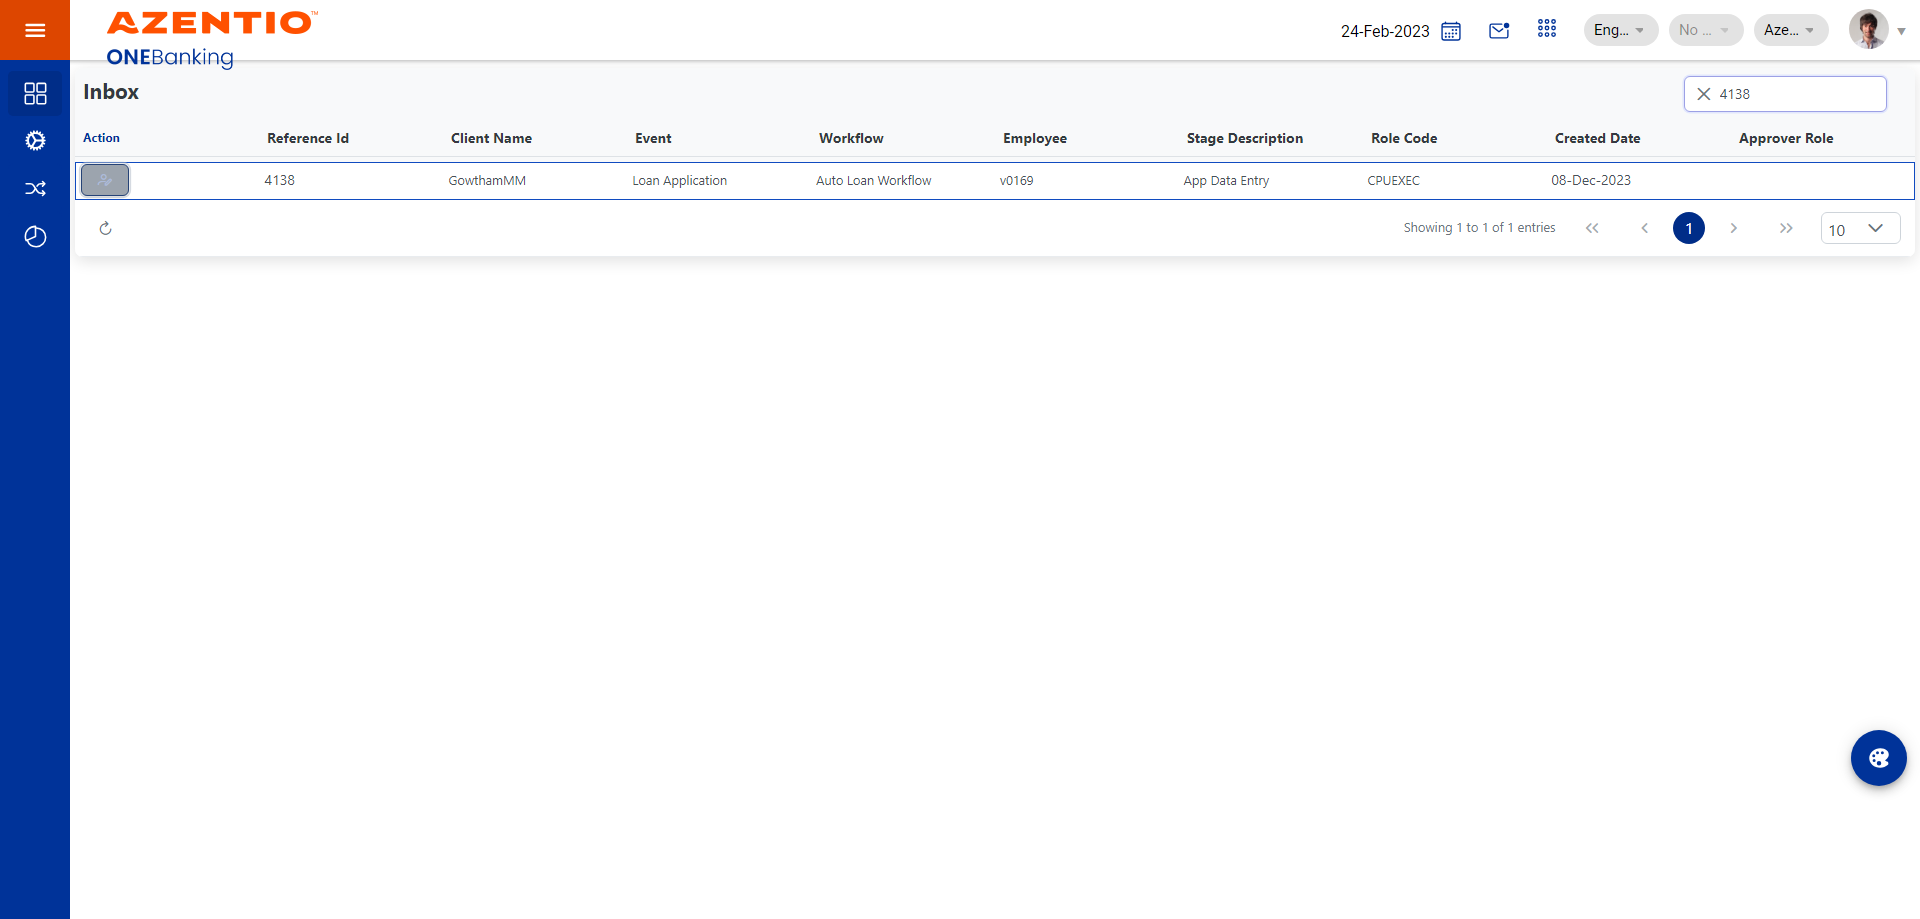 AZENTIO™
ONEBanking
24-Feb-2023
Eng...
No ...
Aze...
Inbox
4138
Action Reference Id Client Name Event Workflow Employee Stage Description Role Code Created Date Approver Role
4138 GowthamMM Loan Application Auto Loan Workflow v0169 App Data Entry CPUEXEC 08-Dec-2023
Showing 1 to 1 of 1 entries
1
10